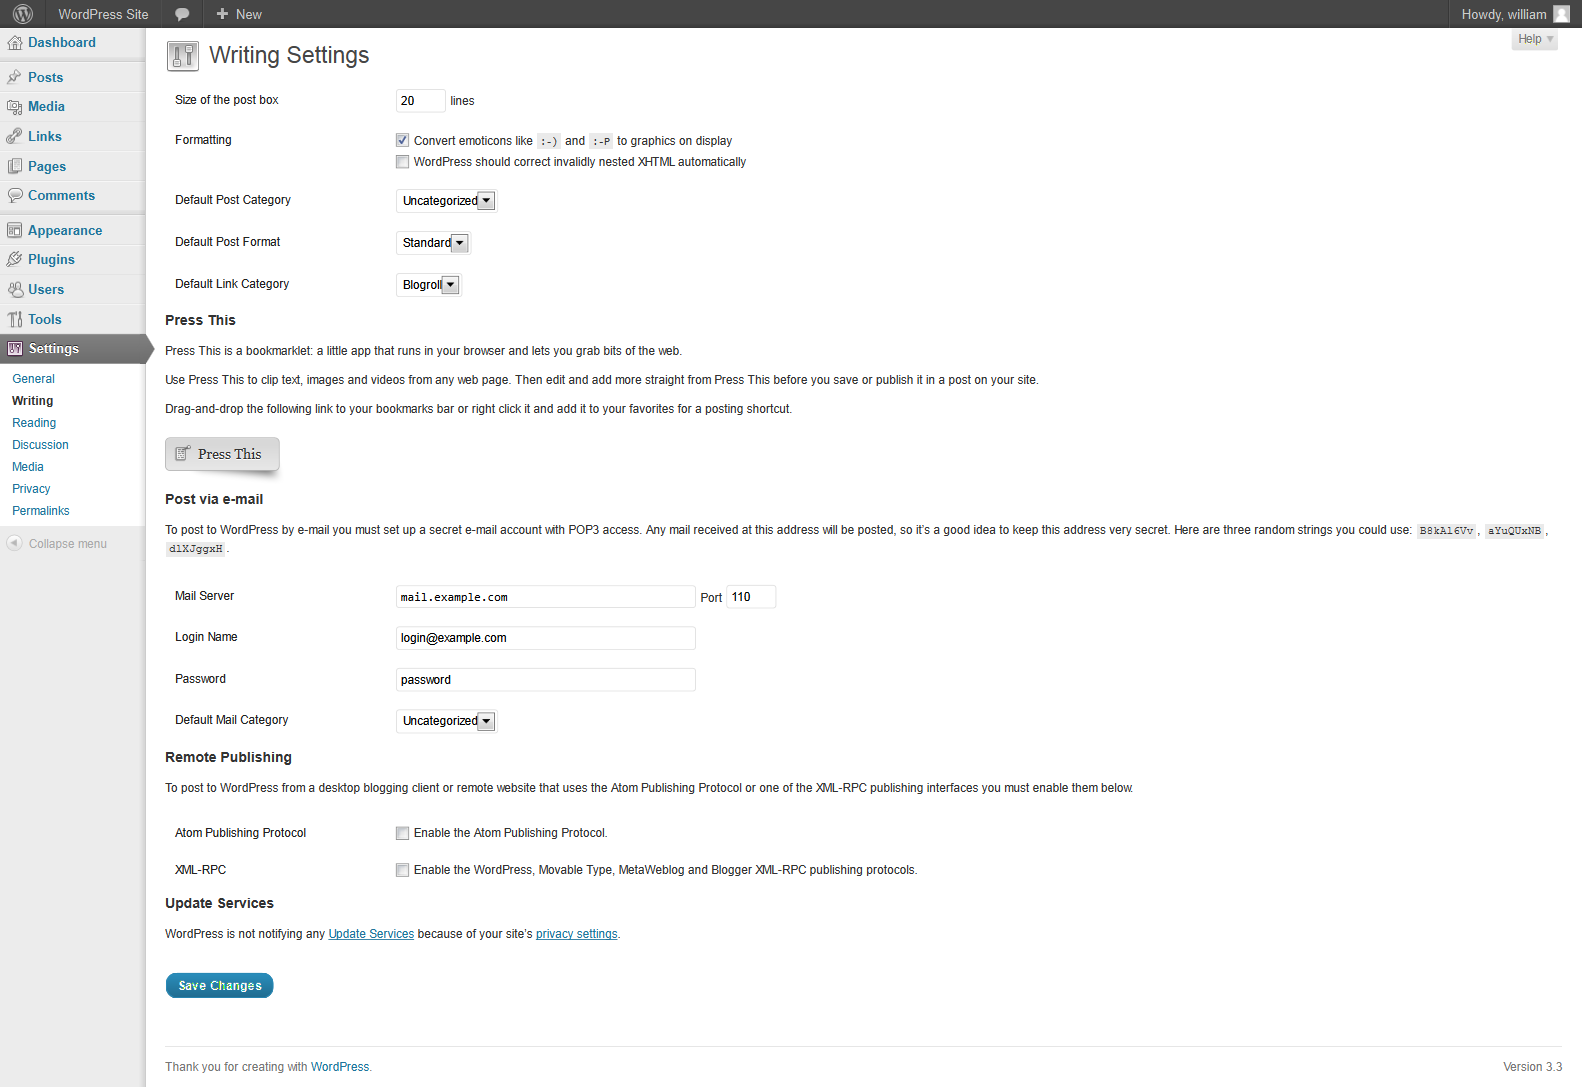 WordPress Site
New
Howdy, william
Help
Dashboard
Posts
Media
Links
Pages
Comments
Appearance
Plugins
Users
Tools
Settings
General
Writing
Reading
Discussion
Media
Privacy
Permalinks
Collapse menu
Writing Settings
Size of the post box 20 lines
Formatting Convert emoticons like :-) and :-P to graphics on display
WordPress should correct invalidly nested XHTML automatically
Default Post Category Uncategorized
Default Post Format Standard
Default Link Category Blogroll
Press This
Press This is a bookmarklet: a little app that runs in your browser and lets you grab bits of the web.
Use Press This to clip text, images and videos from any web page. Then edit and add more straight from Press This before you save or publish it in a post on your site.
Drag-and-drop the following link to your bookmarks bar or right click it and add it to your favorites for a posting shortcut.
Press This
Post via e-mail
To post to WordPress by e-mail you must set up a secret e-mail account with POP3 access. Any mail received at this address will be posted, so it's a good idea to keep this address very secret. Here are three random strings you could use: B8kA16Vv, aYuQUxNB,
dlXJggxH.
Mail Server mail.example.com Port 110
Login Name login@example.com
Password password
Default Mail Category Uncategorized
Remote Publishing
To post to WordPress from a desktop blogging client or remote website that uses the Atom Publishing Protocol or one of the XML-RPC publishing interfaces you must enable them below.
Atom Publishing Protocol Enable the Atom Publishing Protocol.
XML-RPC Enable the WordPress, Movable Type, MetaWeblog and Blogger XML-RPC publishing protocols.
Update Services
WordPress is not notifying any Update Services because of your site's privacy settings.
Save Changes
Thank you for creating with WordPress.
Version 3.3